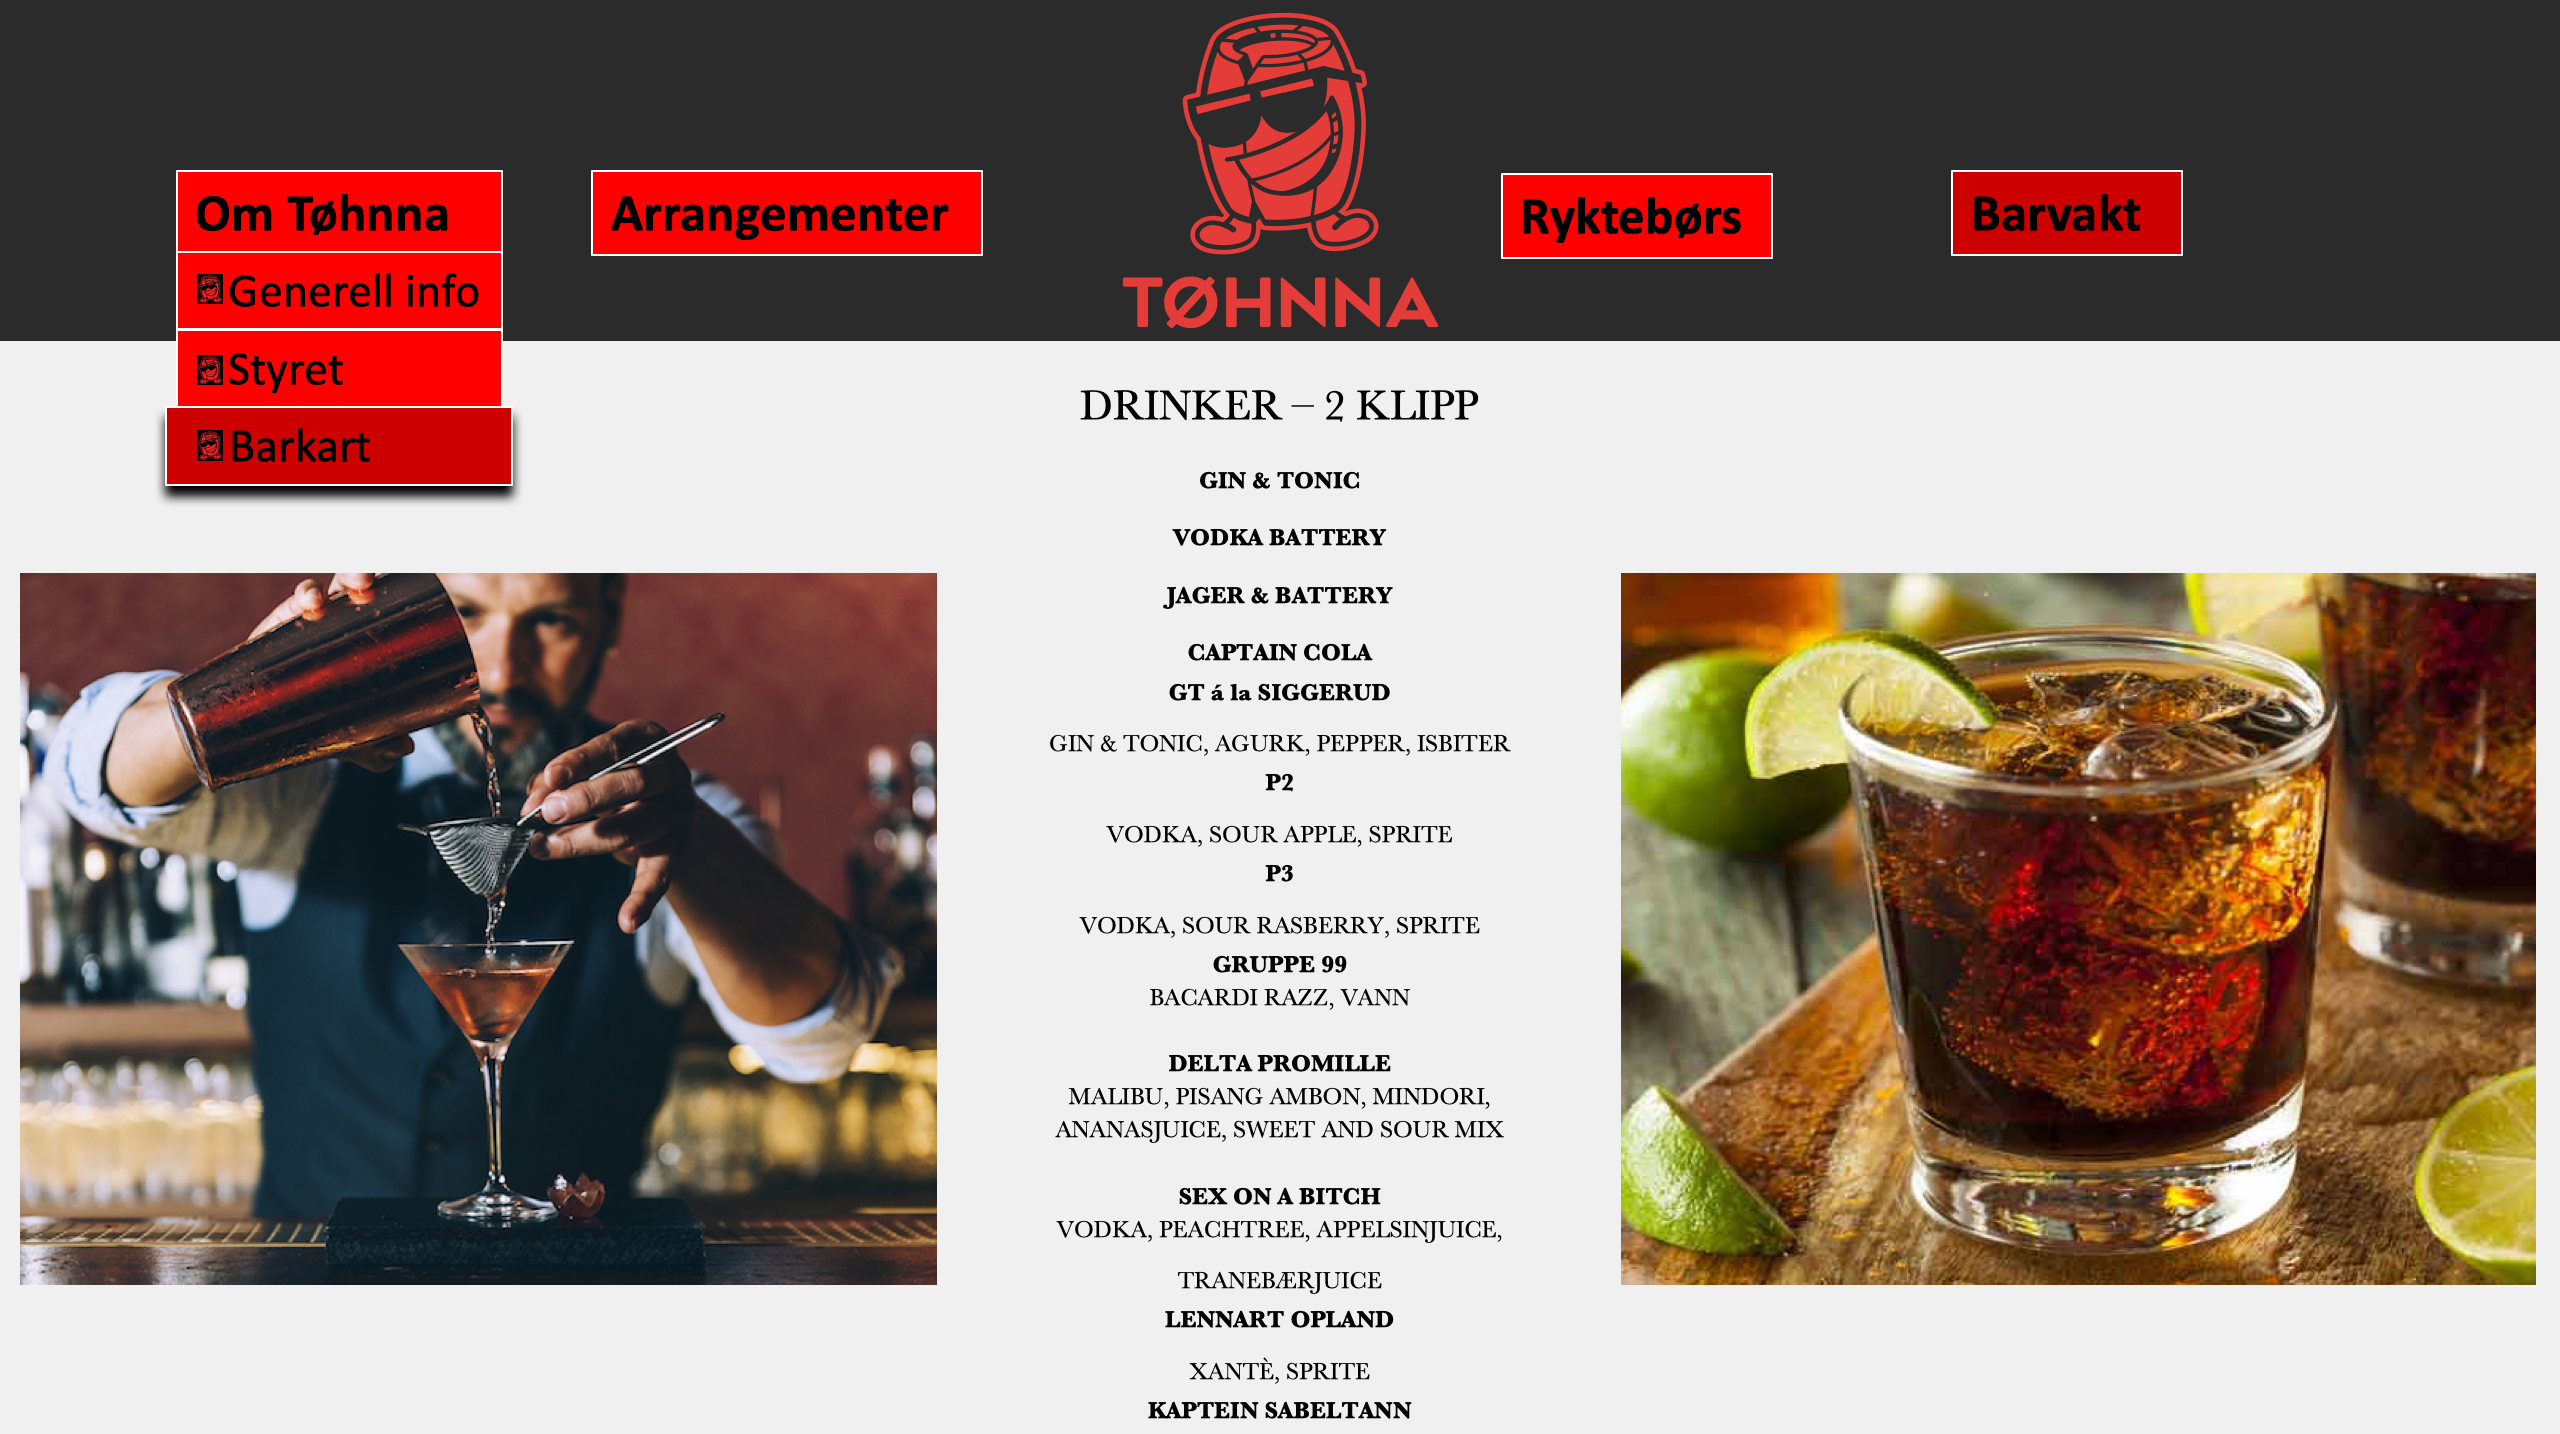 Om Tøhnna
Arrangementer
Ryktebørs
Barvakt
Generell info
Styret
Barkart
TØHNNA
DRINKER – 2 KLIPP
GIN & TONIC
VODKA BATTERY
JAGER & BATTERY
CAPTAIN COLA
GT á la SIGGERUD
GIN & TONIC, AGURK, PEPPER, ISBITER
P2
VODKA, SOUR APPLE, SPRITE
P3
VODKA, SOUR RASBERRY, SPRITE
GRUPPE 99
BACARDI RAZZ, VANN
DELTA PROMILLE
MALIBU, PISANG AMBON, MINDORI,
ANANASJUICE, SWEET AND SOUR MIX
SEX ON A BITCH
VODKA, PEACHTREE, APPELSINJUICE,
TRANEBÆRJUICE
LENNART OPLAND
XANTÈ, SPRITE
KAPTEIN SABELTANN